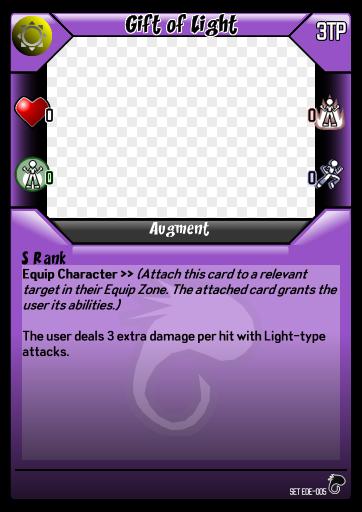 Gift of Light
3TP
0
0
0
0
Augment
S Rank
Equip Character >> (Attach this card to a relevant
target in their Equip Zone. The attached card grants the
user its abilities.)
The user deals 3 extra damage per hit with Light-type
attacks.
SET EDE-005